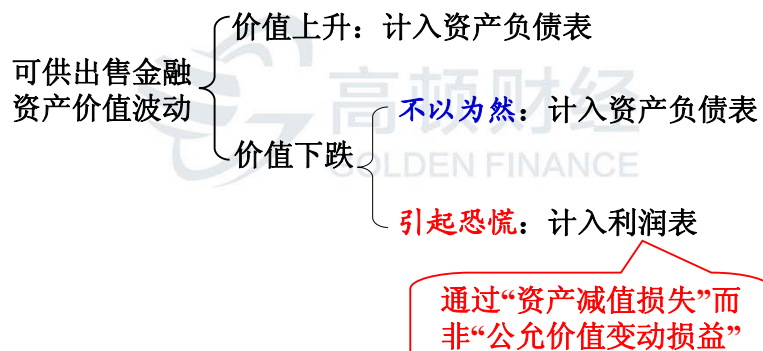 价值上升：计入资产负债表
可供出售金融
资产价值波动
高顿财经
GOLDEN FINANCE
不以为然：计入资产负债表
价值下跌
引起恐慌：计入利润表
通过“资产减值损失”而
非“公允价值变动损益”